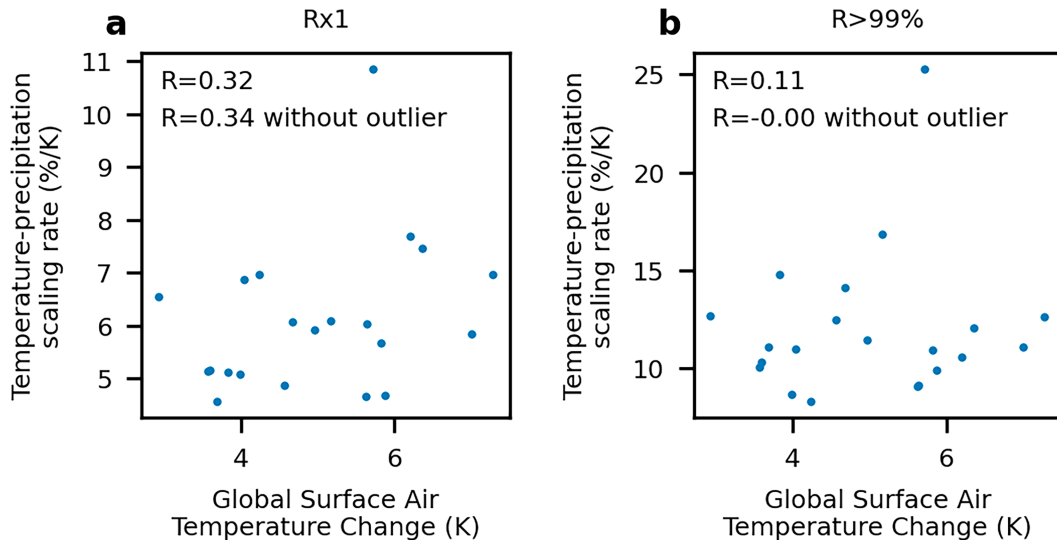 a
Rx1
R=0.32
R=0.34 without outlier
Temperature-precipitation
scaling rate (%/K)
11
10
9
8
7
6
5
4
6
Global Surface Air
Temperature Change (K)
b
R>99%
R=0.11
R=-0.00 without outlier
Temperature-precipitation
scaling rate (%/K)
25
20
15
10
4
6
Global Surface Air
Temperature Change (K)